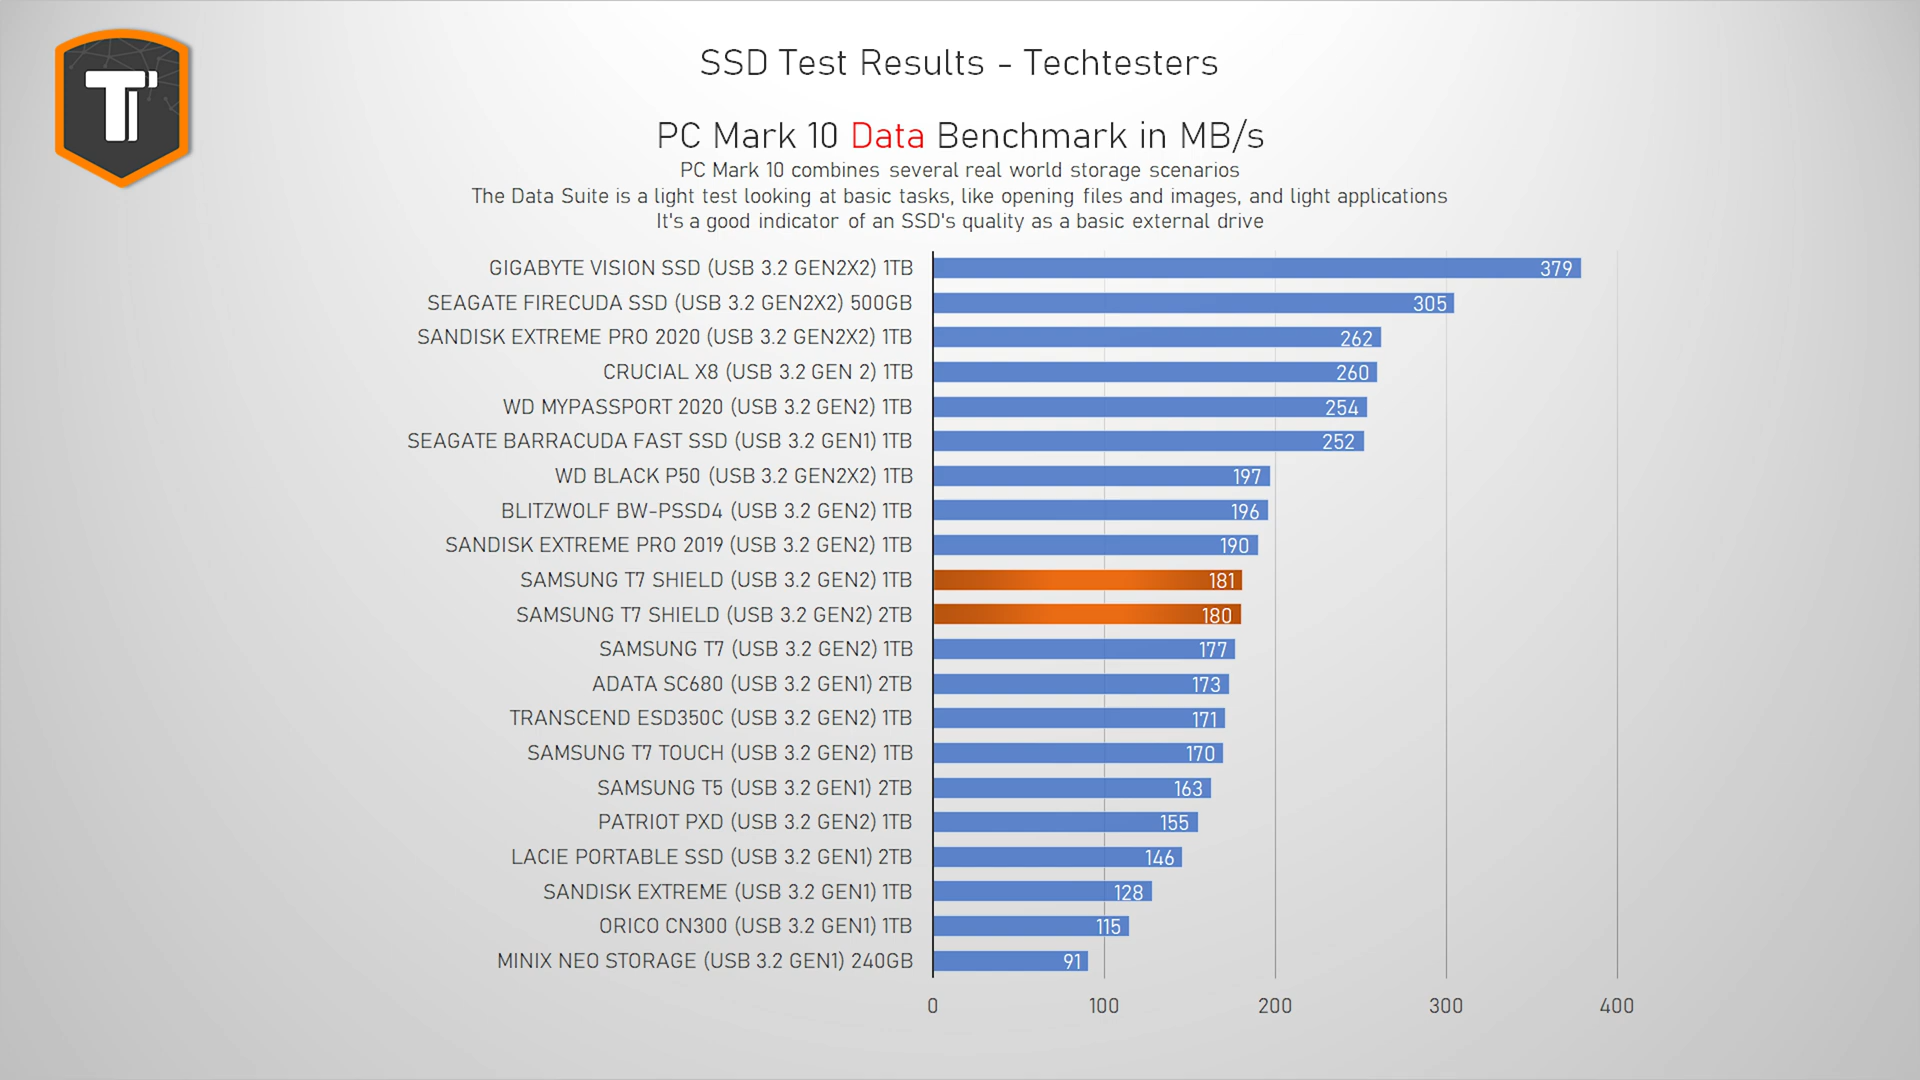 T
SSD Test Results - Techtesters
PC Mark 10 Data Benchmark in MB/s
PC Mark 10 combines several real world storage scenarios
The Data Suite is a light test looking at basic tasks, like opening files and images, and light applications
It's a good indicator of an SSD's quality as a basic external drive
GIGABYTE VISION SSD (USB 3.2 GEN2X2) 1TB 379
SEAGATE FIRECUDA SSD (USB 3.2 GEN2X2) 500GB 305
SANDISK EXTREME PRO 2020 (USB 3.2 GEN2X2) 1TB 262
CRUCIAL X8 (USB 3.2 GEN 2) 1TB 260
WD MYPASSPORT 2020 (USB 3.2 GEN2) 1TB 254
SEAGATE BARRACUDA FAST SSD (USB 3.2 GEN1) 1TB 252
WD BLACK P50 (USB 3.2 GEN2X2) 1TB 197
BLITZWOLF BW-PSSD4 (USB 3.2 GEN2) 1TB 196
SANDISK EXTREME PRO 2019 (USB 3.2 GEN2) 1TB 190
SAMSUNG T7 SHIELD (USB 3.2 GEN2) 1TB 181
SAMSUNG T7 SHIELD (USB 3.2 GEN2) 2TB 180
SAMSUNG T7 (USB 3.2 GEN2) 1TB 177
ADATA SC680 (USB 3.2 GEN1) 2TB 173
TRANSCEND ESD350C (USB 3.2 GEN2) 1TB 171
SAMSUNG T7 TOUCH (USB 3.2 GEN2) 1TB 170
SAMSUNG T5 (USB 3.2 GEN1) 2TB 163
PATRIOT PXD (USB 3.2 GEN2) 1TB 155
LACIE PORTABLE SSD (USB 3.2 GEN1) 2TB 146
SANDISK EXTREME (USB 3.2 GEN1) 1TB 128
ORICO CN300 (USB 3.2 GEN1) 1TB 115
MINIX NEO STORAGE (USB 3.2 GEN1) 240GB 91
0 100 200 300 400